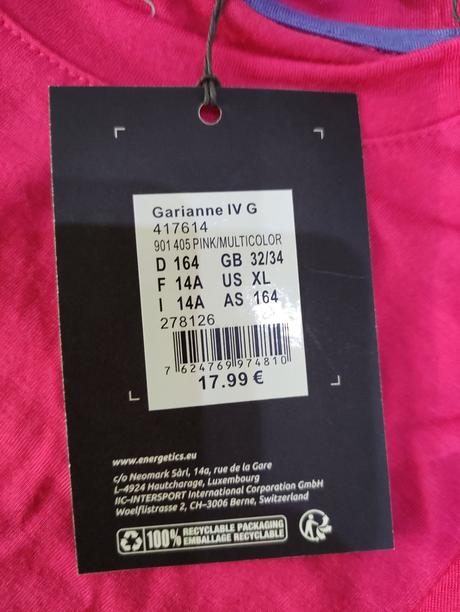 Garianne IV G
417614
901 405 PINK/MULTICOLOR
D 164 GB 32/34
F 14A US XL
I 14A AS 164
278126
7 624769 974810
17.99 €
www.energetics.eu
c/o Neomark Sàrl, 14a, rue de la Gare
L-4924 Hautcharage, Luxembourg
IIC-INTERSPORT International Corporation GmbH
Woelflistrasse 2, CH-3006 Berne, Switzerland
100% RECYCLABLE PACKAGING
EMBALLAGE RECYCLABLE